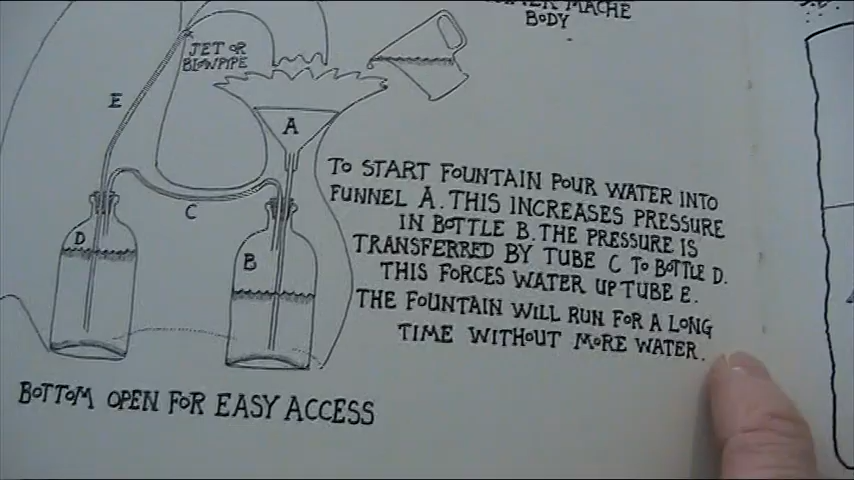 MACHE
BODY
JET OR
BLOWPIPE
E
A
C
D
B
TO START FOUNTAIN POUR WATER INTO
FUNNEL A. THIS INCREASES PRESSURE
IN BOTTLE B. THE PRESSURE IS
TRANSFERRED BY TUBE C TO BOTTLE D.
THIS FORCES WATER UP TUBE E.
THE FOUNTAIN WILL RUN FOR A LONG
TIME WITHOUT MORE WATER.
BOTTOM OPEN FOR EASY ACCESS